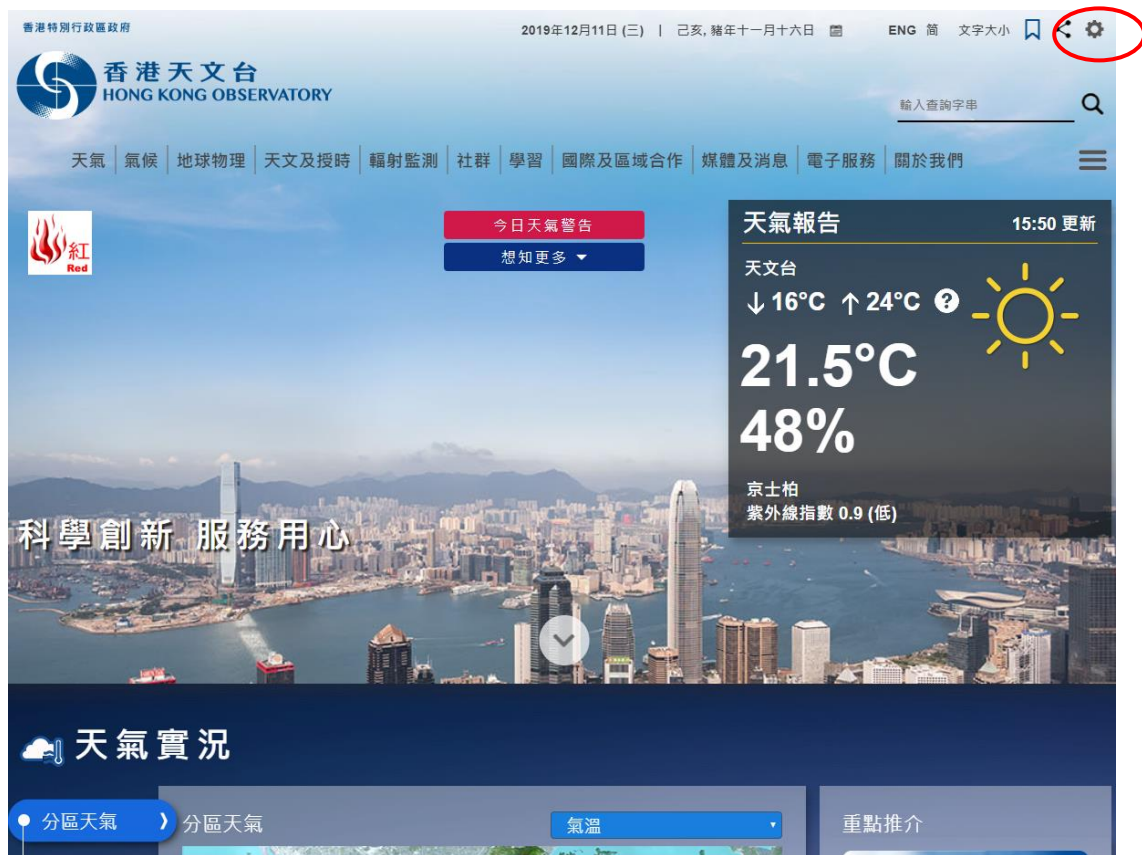 香港特別行政區政府
2019年12月11日 (三) | 己亥, 豬年十一月十六日
ENG 简 文字大小
香港天文台
HONG KONG OBSERVATORY
輸入查詢字串
天氣 氣候 地球物理 天文及授時 輻射監測 社群 學習 國際及區域合作 媒體及消息 電子服務 關於我們
紅
Red
今日天氣警告
想知更多
天氣報告 15:50 更新
天文台
↓ 16°C ↑ 24°C ?
21.5°C
48%
京士柏
紫外線指數 0.9 (低)
科學創新 服務用心
天氣實況
分區天氣
分區天氣
氣溫
重點推介